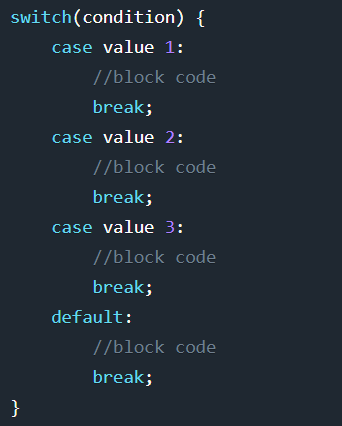 switch(condition) {
    case value 1:
        //block code
        break;
    case value 2:
        //block code
        break;
    case value 3:
        //block code
        break;
    default:
        //block code
        break;
}